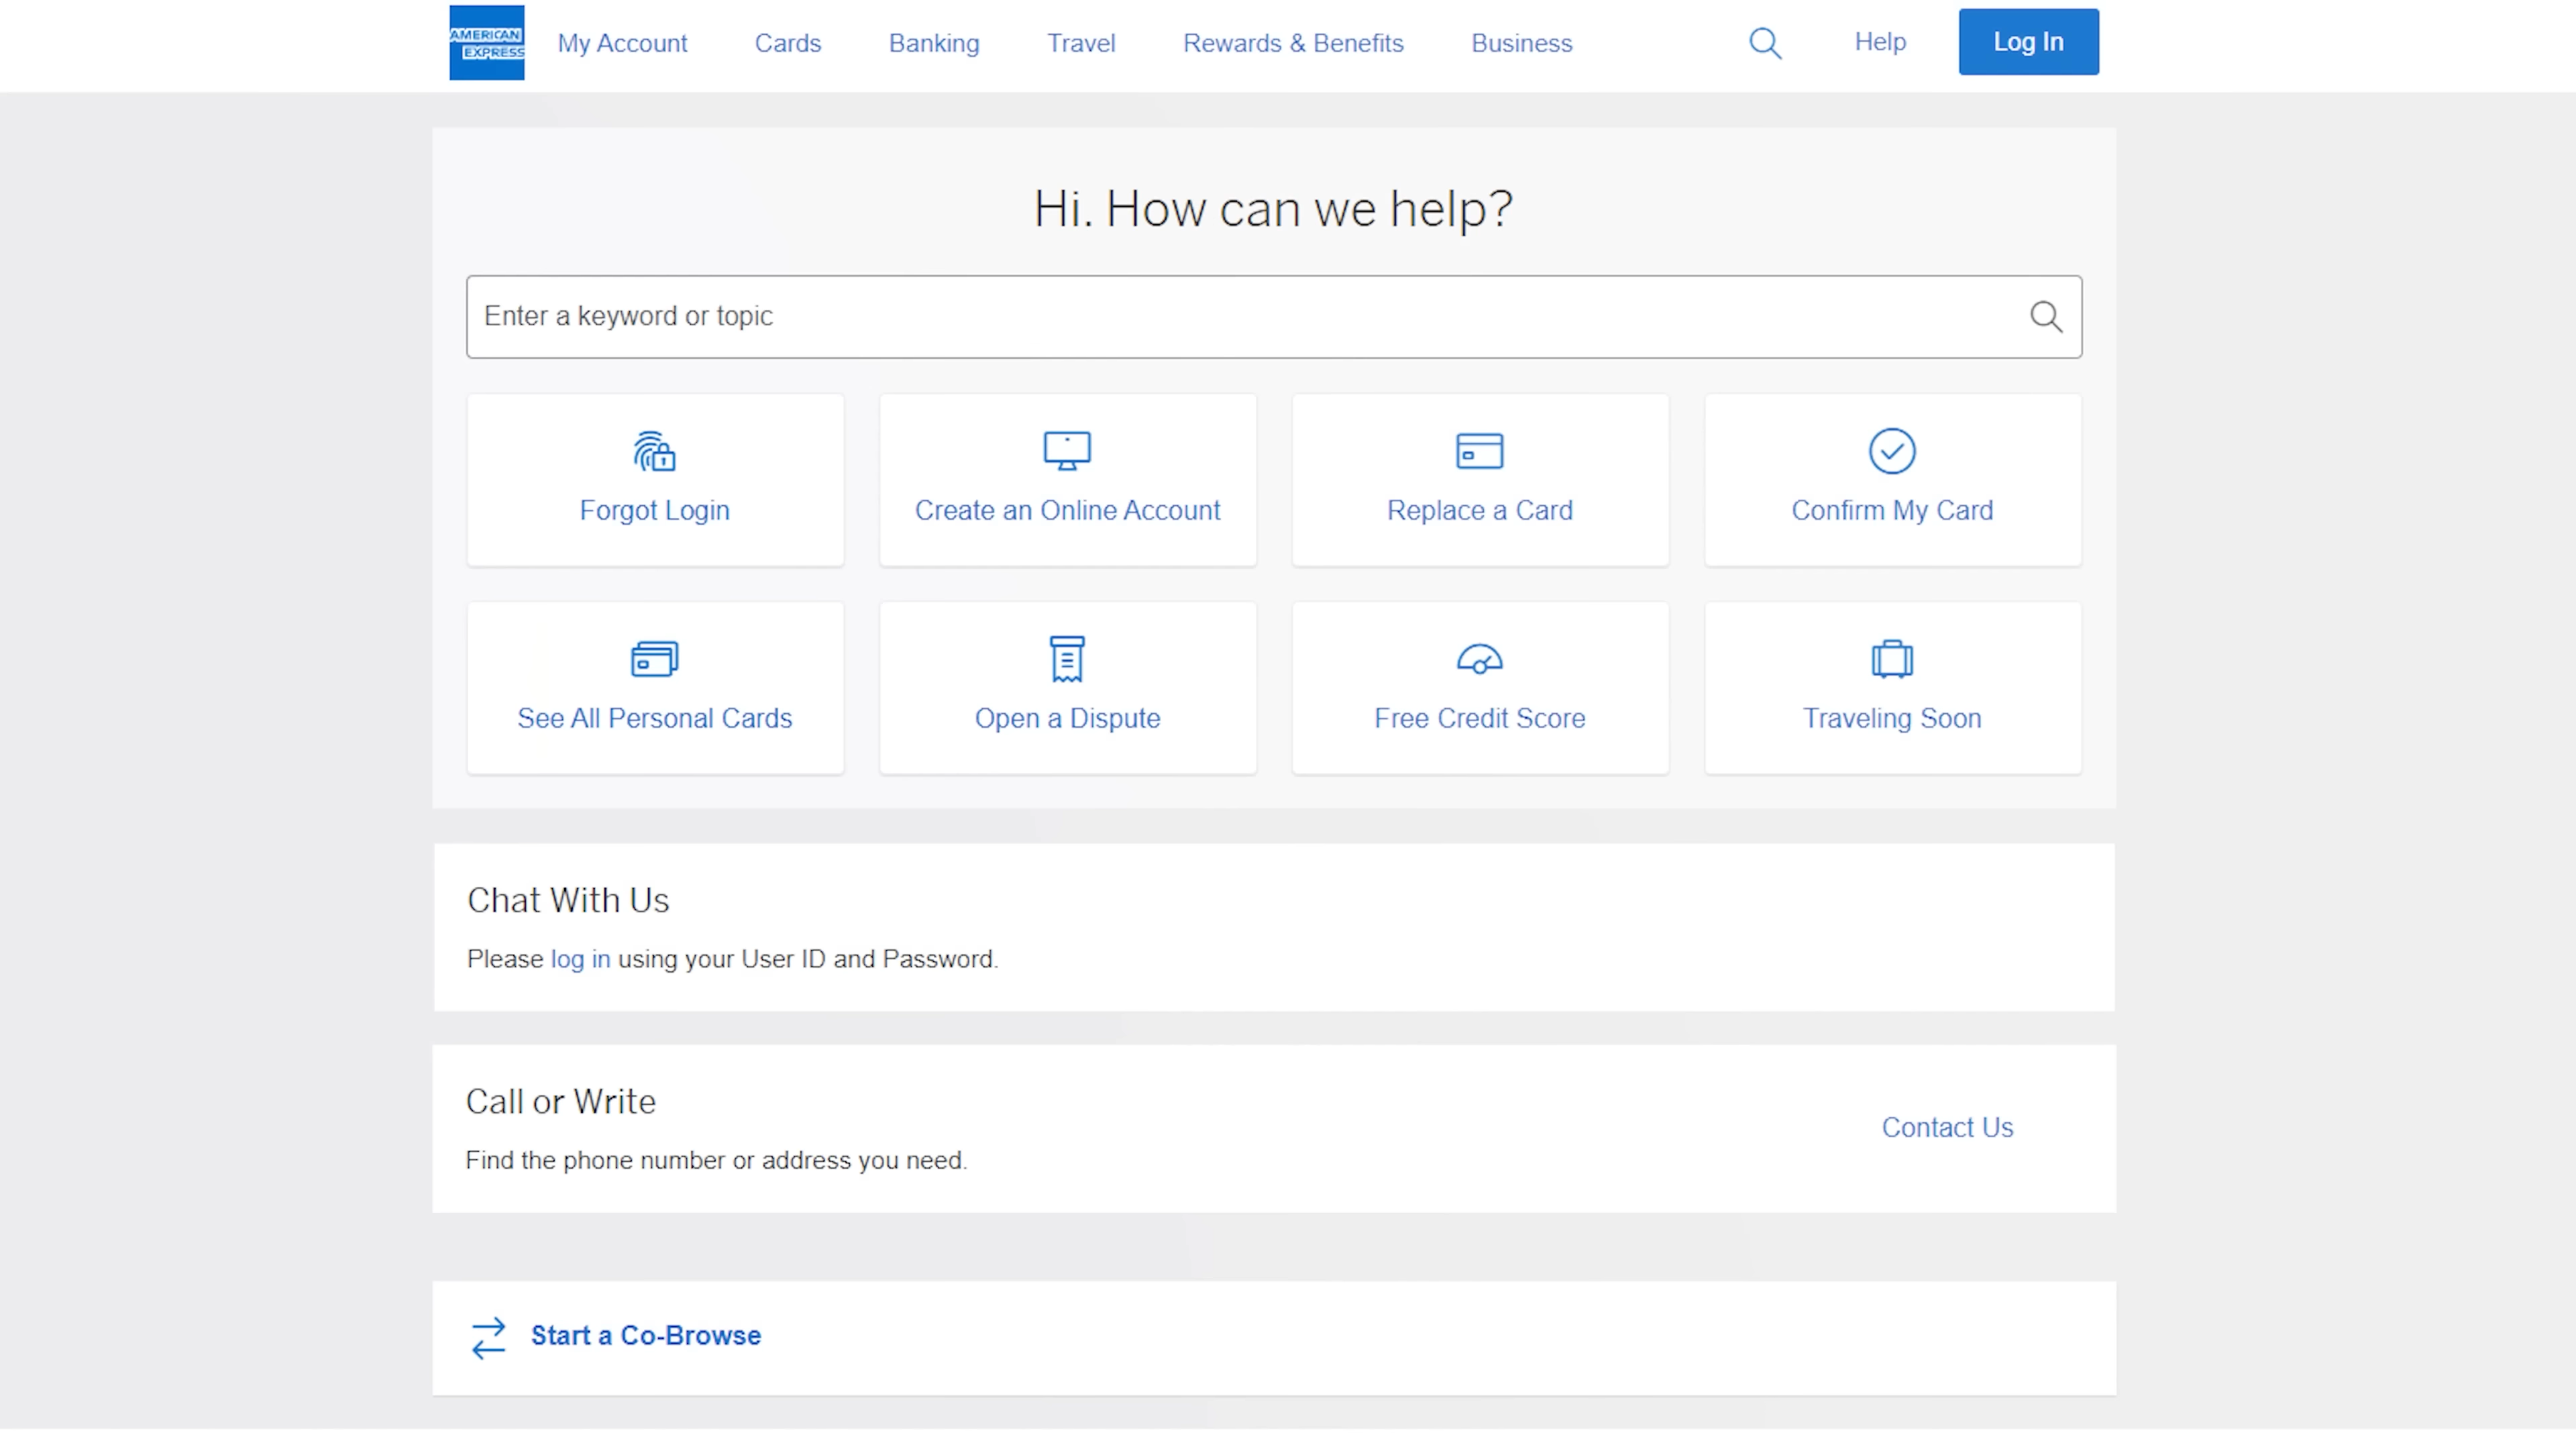 AMERICAN
EXPRESS
My Account Cards Banking Travel Rewards & Benefits Business Help Log In
Hi. How can we help?
Enter a keyword or topic
Forgot Login Create an Online Account Replace a Card Confirm My Card
See All Personal Cards Open a Dispute Free Credit Score Traveling Soon
Chat With Us
Please log in using your User ID and Password.
Call or Write
Contact Us
Find the phone number or address you need.
Start a Co-Browse